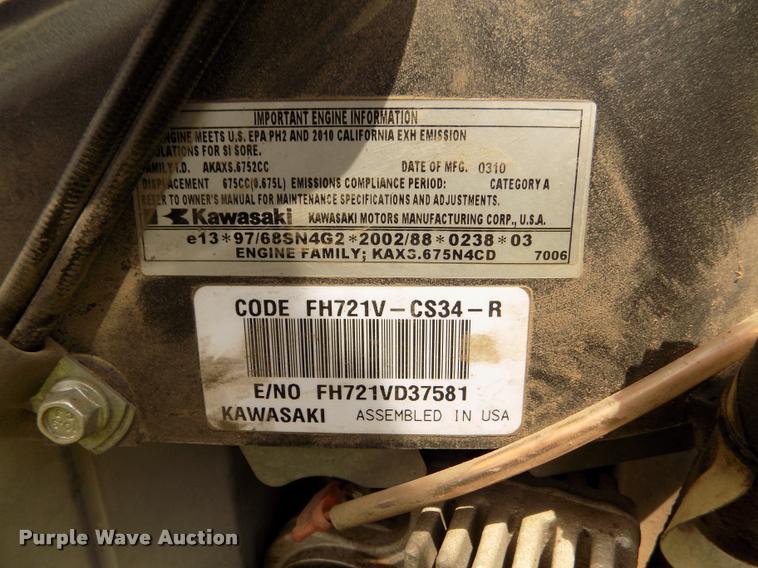 IMPORTANT ENGINE INFORMATION
ENGINE MEETS U.S. EPA PH2 AND 2010 CALIFORNIA EXH EMISSION
ULATIONS FOR SI SORE.
FAMILY I.D. AKAXS.6752CC DATE OF MFG. 0310
DISPLACEMENT 675CC(0.675L) EMISSIONS COMPLIANCE PERIOD: CATEGORY A
REFER TO OWNER'S MANUAL FOR MAINTENANCE SPECIFICATIONS AND ADJUSTMENTS.
Kawasaki KAWASAKI MOTORS MANUFACTURING CORP., U.S.A.
e13*97/68SN4G2*2002/88*0238*03
ENGINE FAMILY; KAXS.675N4CD 7006
CODE FH721V-CS34-R
E/NO FH721VD37581
KAWASAKI ASSEMBLED IN USA
Purple Wave Auction